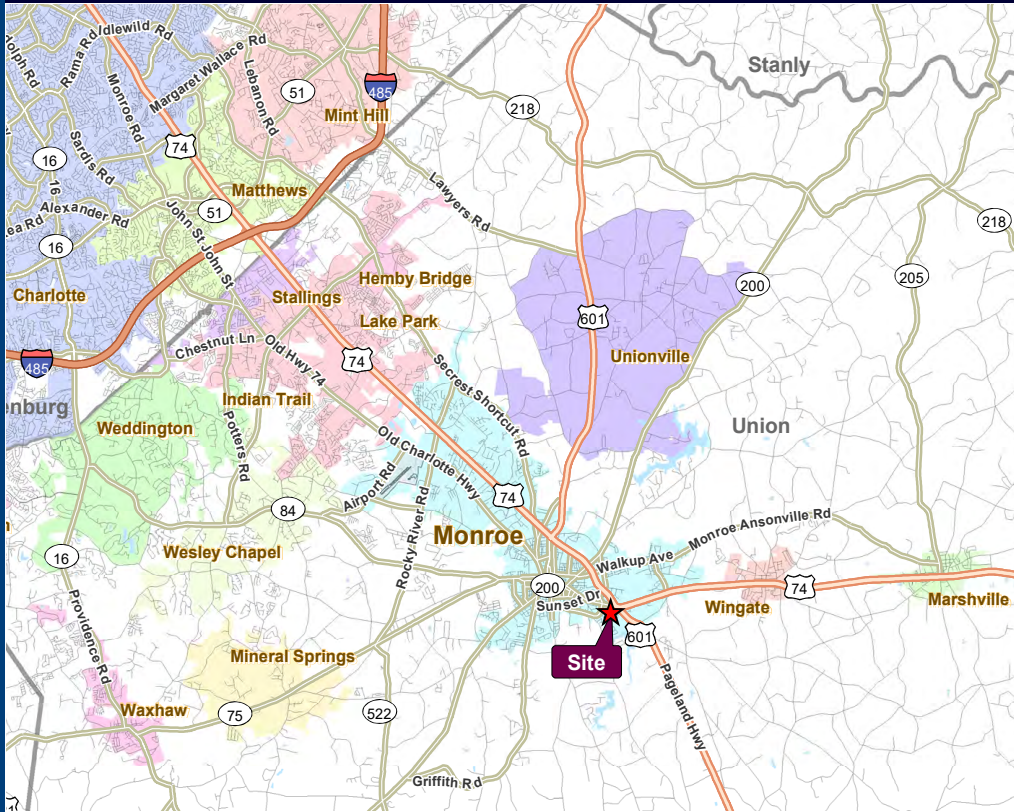 Idlewild Rd
Rama Rd
Monroe Rd
Margaret Wallace Rd
Lebanon Rd
51
485
Mint Hill
Stanly
218
16
74
Sardis Rd
Matthews
Lawyers Rd
16
Alexander Rd
51
218
16
John St
John St
200
205
Charlotte
Stallings
Hemby Bridge
601
Lake Park
Unionville
485
Chestnut Ln
Old Hwy 74
74
Secrest Shortcut Rd
Indian Trail
Union
Weddington
Potters Rd
Old Charlotte Hwy
Airport Rd
74
84
Monroe
Rocky River Rd
Monroe Ansonville Rd
Wesley Chapel
16
Walkup Ave
200
Sunset Dr
74
Wingate
Marshville
Providence Rd
601
Site
Mineral Springs
Pageland Hwy
Waxhaw
75
522
Griffith Rd